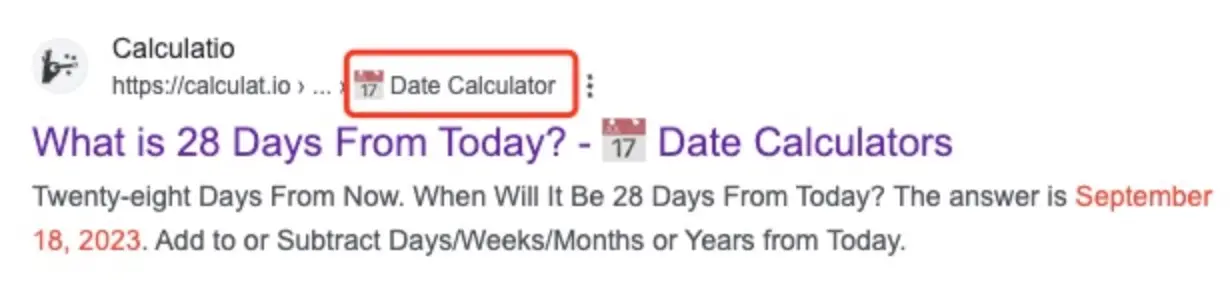 Calculatio
https://calculat.io › ... › 📅 Date Calculator ⋮
What is 28 Days From Today? - 📅 Date Calculators
Twenty-eight Days From Now. When Will It Be 28 Days From Today? The answer is September
18, 2023. Add to or Subtract Days/Weeks/Months or Years from Today.